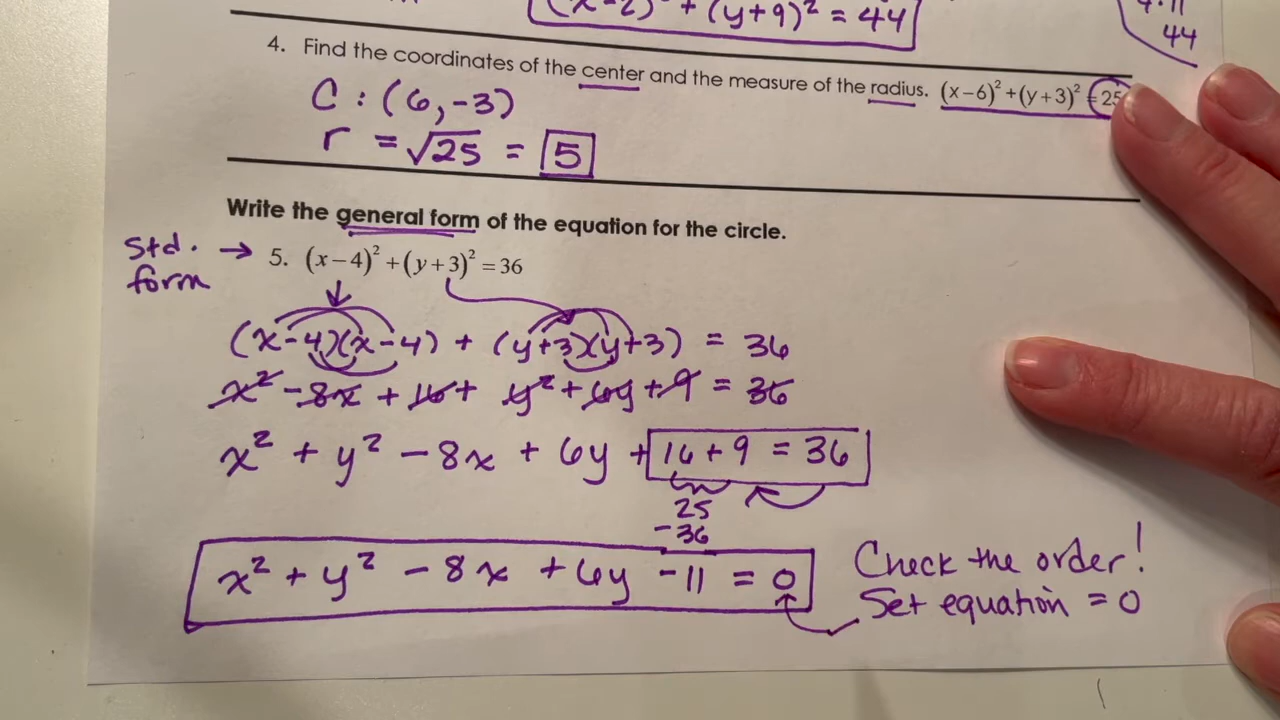 (x-2)² + (y+9)² = 44
4·11
44
4. Find the coordinates of the center and the measure of the radius. (x-6)²+(y+3)² =25
C : (6,-3)
r = √25 = 5
Write the general form of the equation for the circle.
Std. form → 5. (x-4)²+(y+3)²=36
(x-4)(x-4) + (y+3)(y+3) = 36
x² -8x + 16 + y² + 6y + 9 = 36
x² + y² - 8x + 6y + 16 + 9 = 36
25
-36
x² + y² - 8x + 6y - 11 = 0
Check the order!
Set equation = 0